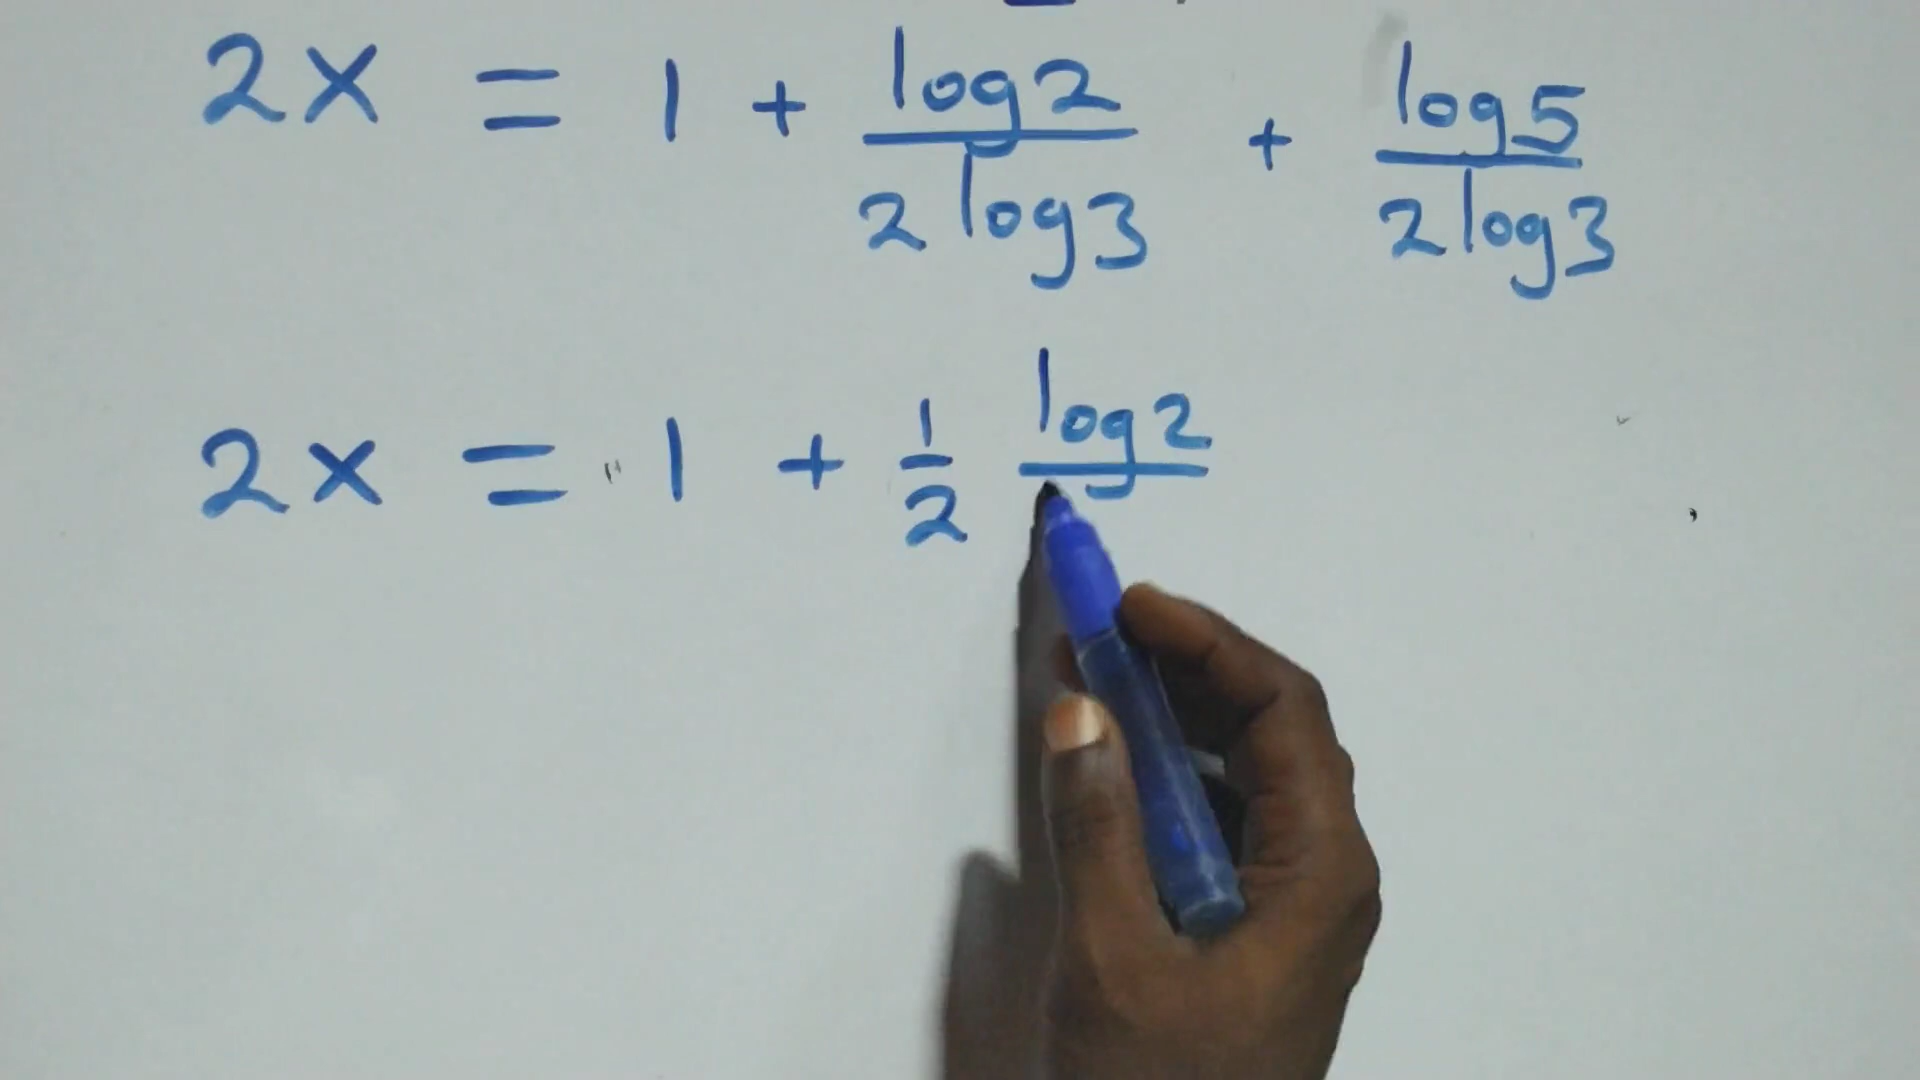 2x = 1 + log2/2log3 + log5/2log3
2x = 1 + 1/2 log2/